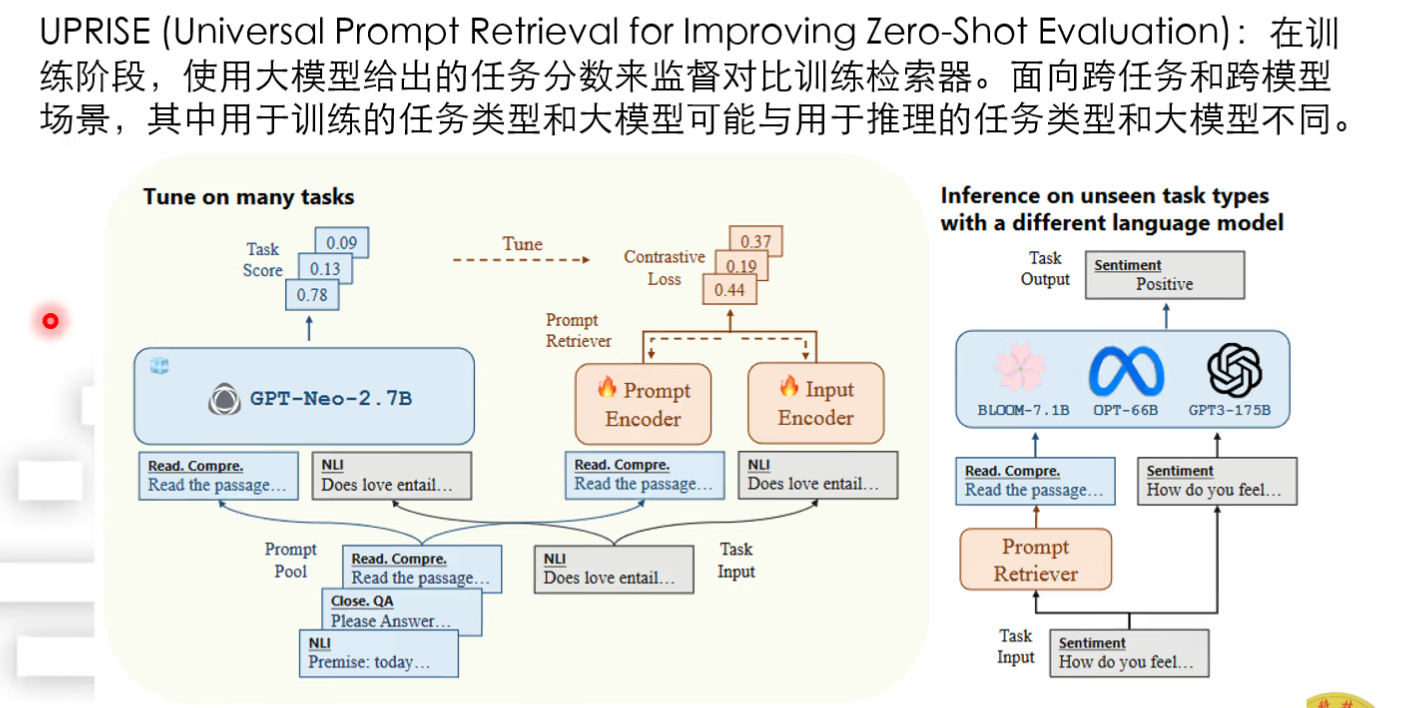 UPRISE (Universal Prompt Retrieval for Improving Zero-Shot Evaluation)：在训
练阶段，使用大模型给出的任务分数来监督对比训练检索器。面向跨任务和跨模型
场景，其中用于训练的任务类型和大模型可能与用于推理的任务类型和大模型不同。
Tune on many tasks
Task
Score
0.09
0.13
0.78
Tune
Contrastive
Loss
0.37
0.19
0.44
Prompt
Retriever
GPT-Neo-2.7B
Prompt
Encoder
Input
Encoder
Read. Compre.
Read the passage...
NLI
Does love entail...
Read. Compre.
Read the passage...
NLI
Does love entail...
Prompt
Pool
Read. Compre.
Read the passage...
Close. QA
Please Answer...
NLI
Premise: today...
NLI
Does love entail...
Task
Input
Inference on unseen task types
with a different language model
Task
Output
Sentiment
Positive
BLOOM-7.1B
OPT-66B
GPT3-175B
Read. Compre.
Read the passage...
Sentiment
How do you feel...
Prompt
Retriever
Task
Input
Sentiment
How do you feel...